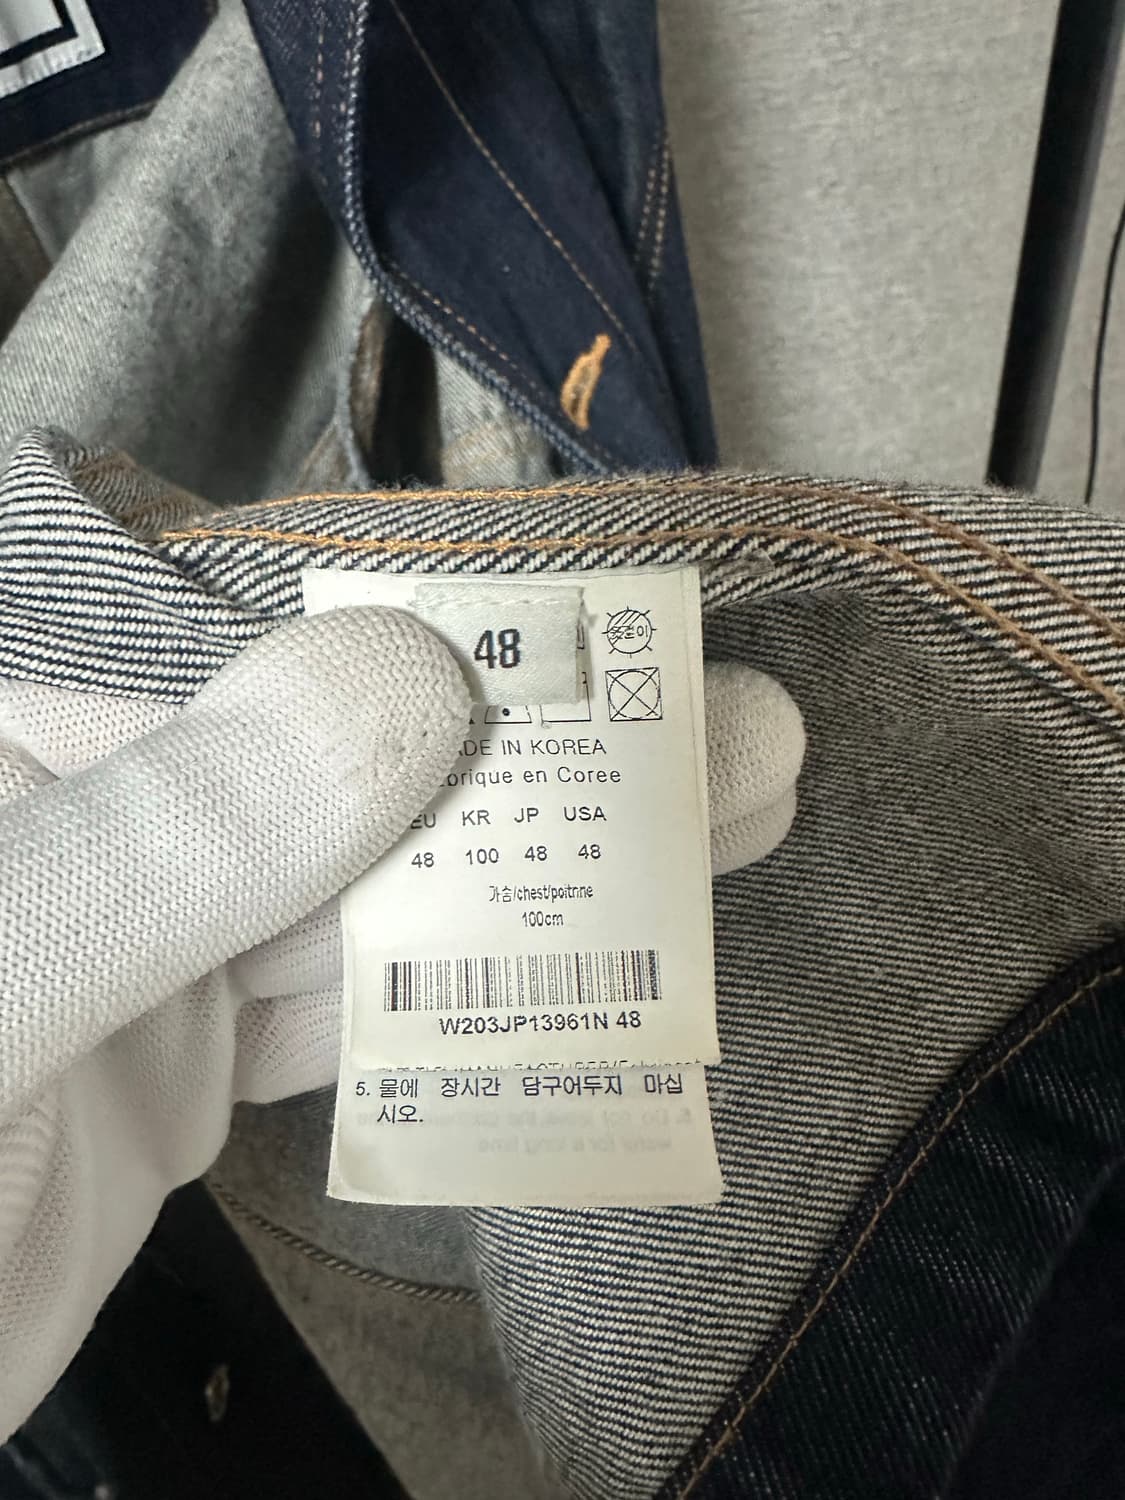 48
ADE IN KOREA
orique en Coree
EU KR JP USA
48 100 48 48
가슴/chest/poitrine
100cm
W203JP13961N 48
5. 물에 장시간 담구어두지 마십
시오.